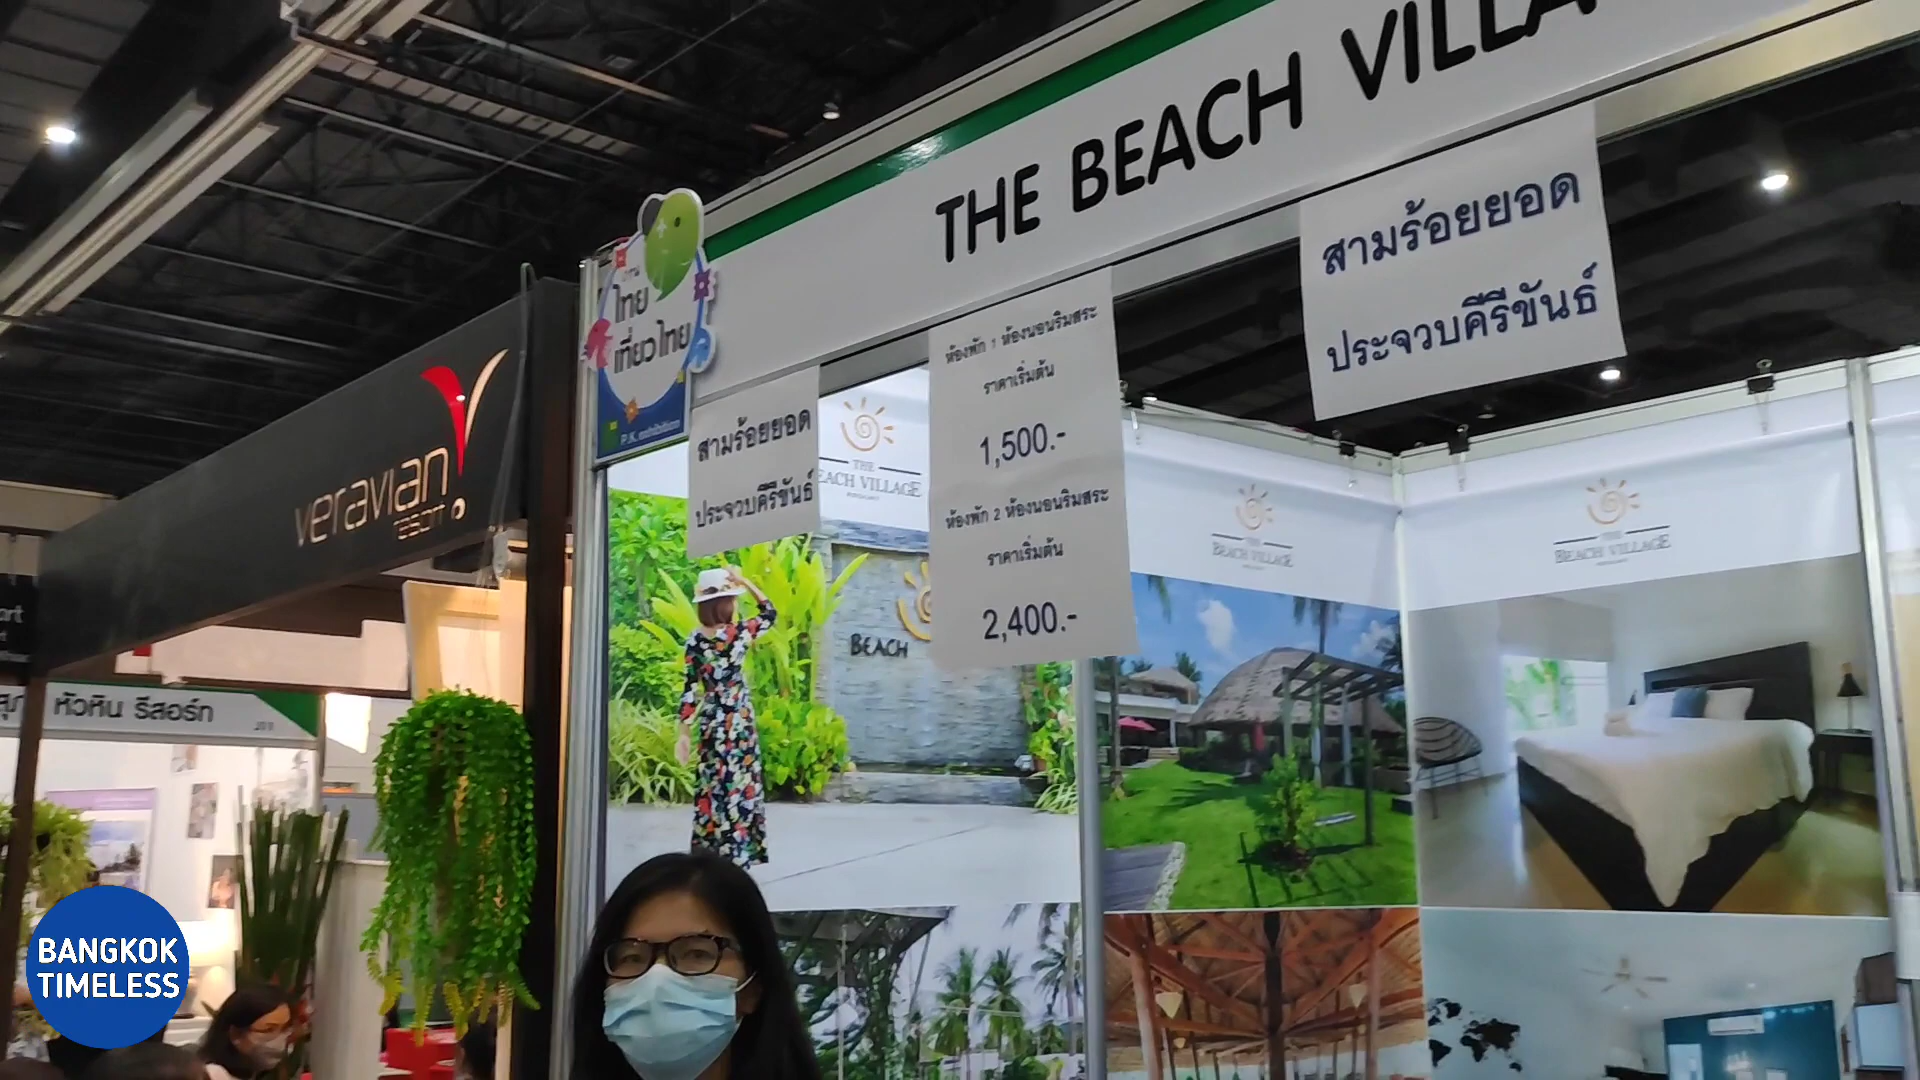 THE BEACH VILLA
สามร้อยยอด
ประจวบคีรีขันธ์
ไทย
เที่ยวไทย
P.K. exhibition
ห้องพัก 1 ห้องนอนริมสระ
ราคาเริ่มต้น
1,500.-
ห้องพัก 2 ห้องนอนริมสระ
ราคาเริ่มต้น
2,400.-
สามร้อยยอด
ประจวบคีรีขันธ์
veravian
resort
THE
EACH VILLAGE
THE
BEACH VILLAGE
THE
BEACH VILLAGE
BEACH
หัวหิน รีสอร์ท
BANGKOK
TIMELESS